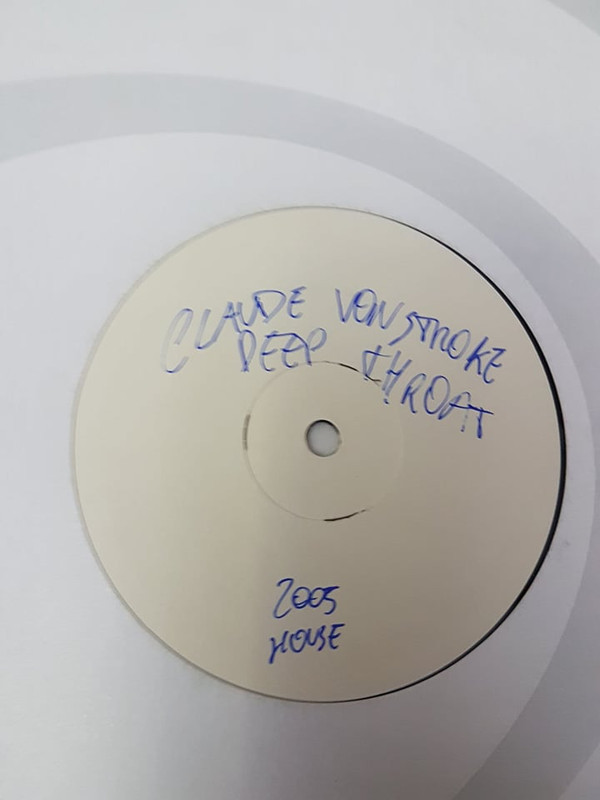 CLAUDE VONSTROKE
DEEP THROAT
2005
HOUSE